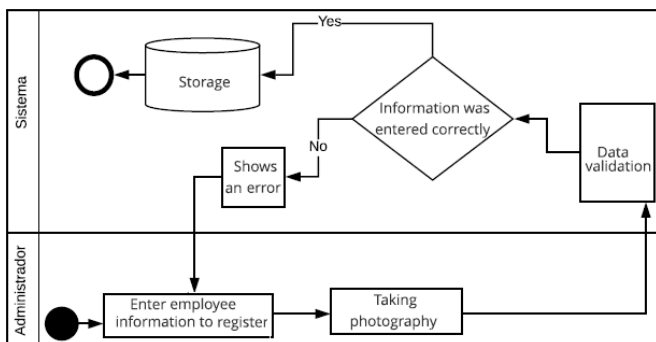 Sistema
Yes
Storage
Information was
entered correctly
No
Shows
an error
Data
validation
Administrador
Enter employee
information to register
Taking
photography